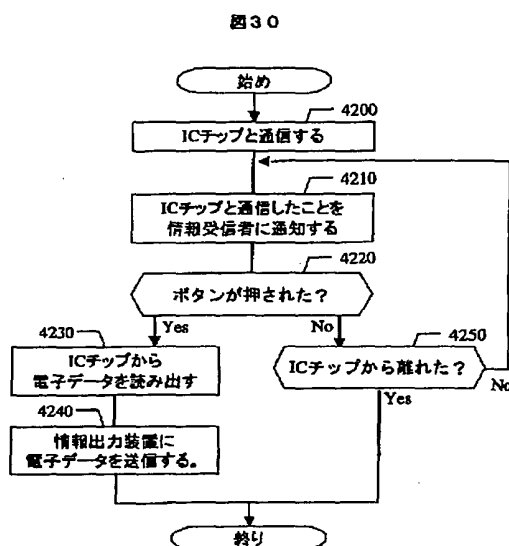 図30
始め
4200
ICチップと通信する
4210
ICチップと通信したことを
情報受信者に通知する
4220
ボタンが押された?
Yes
No
4230
ICチップから
電子データを読み出す
4240
情報出力装置に
電子データを送信する。
4250
ICチップから離れた?
No
Yes
終り